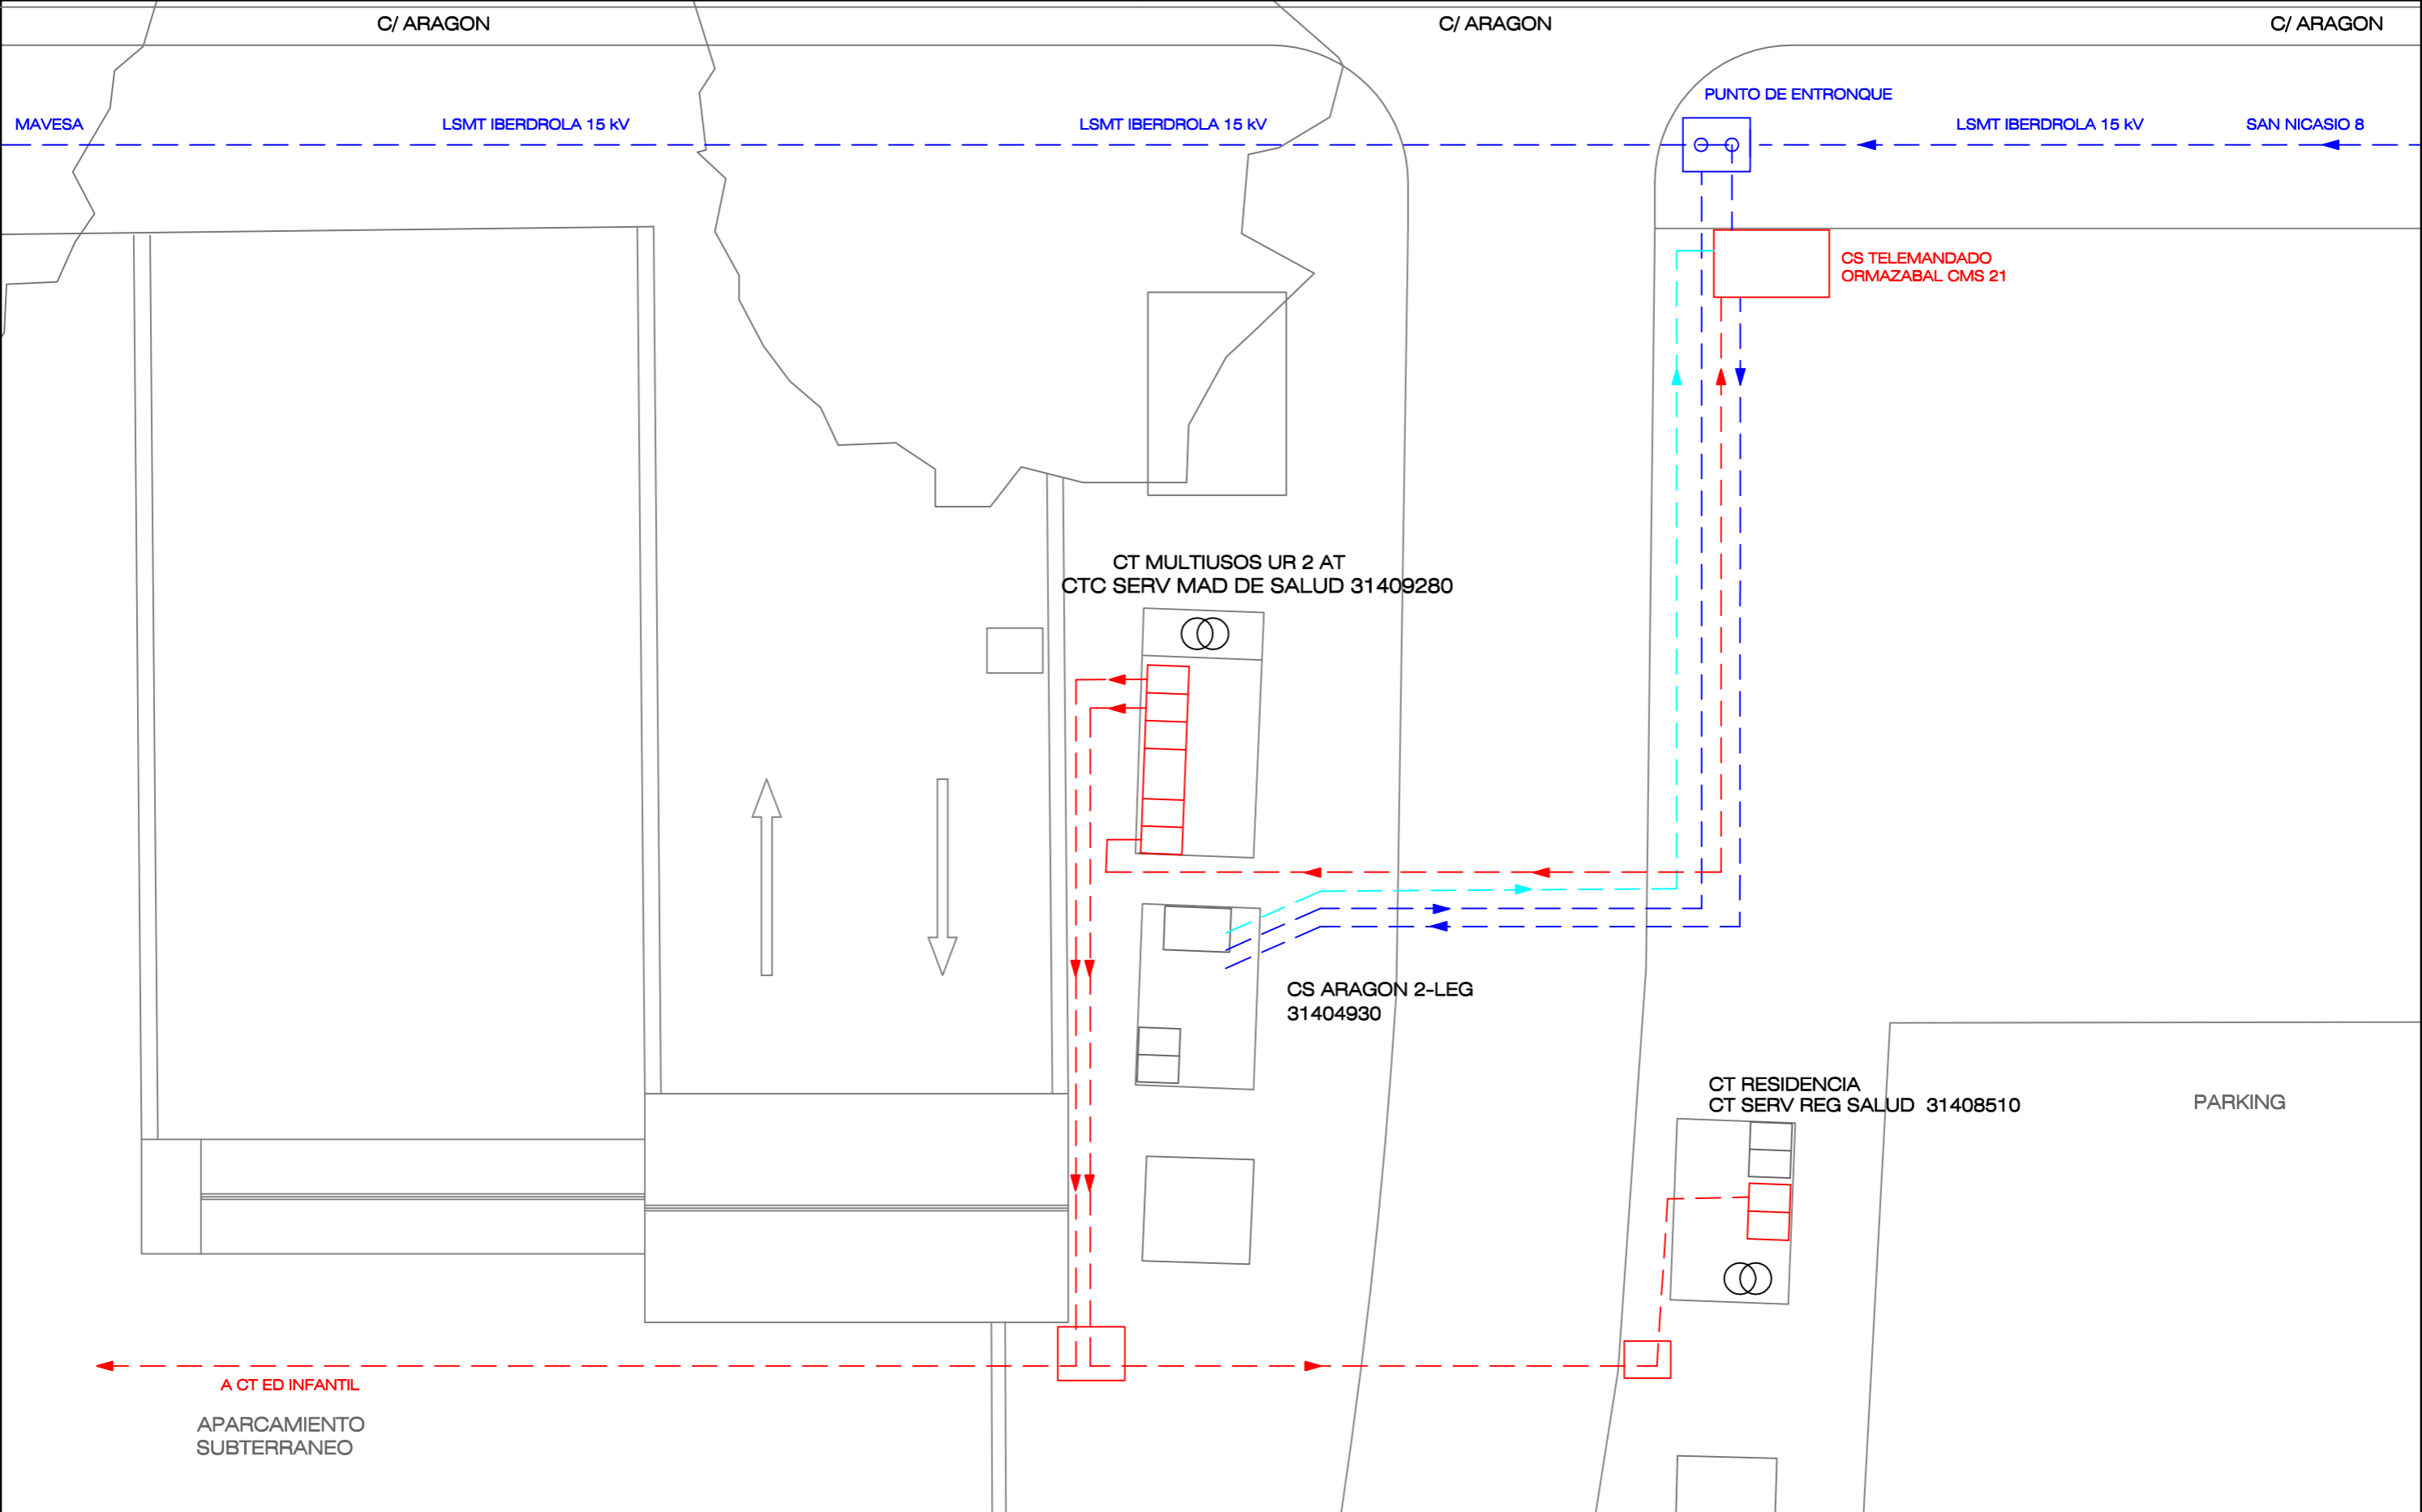 C/ ARAGON
C/ ARAGON
C/ ARAGON
PUNTO DE ENTRONQUE
MAVESA
LSMT IBERDROLA 15 kV
LSMT IBERDROLA 15 kV
LSMT IBERDROLA 15 kV
SAN NICASIO 8
CS TELEMANDADO
ORMAZABAL CMS 21
CT MULTIUSOS UR 2 AT
CTC SERV MAD DE SALUD 31409280
CS ARAGON 2-LEG
31404930
CT RESIDENCIA
CT SERV REG SALUD 31408510
PARKING
A CT ED INFANTIL
APARCAMIENTO
SUBTERRANEO